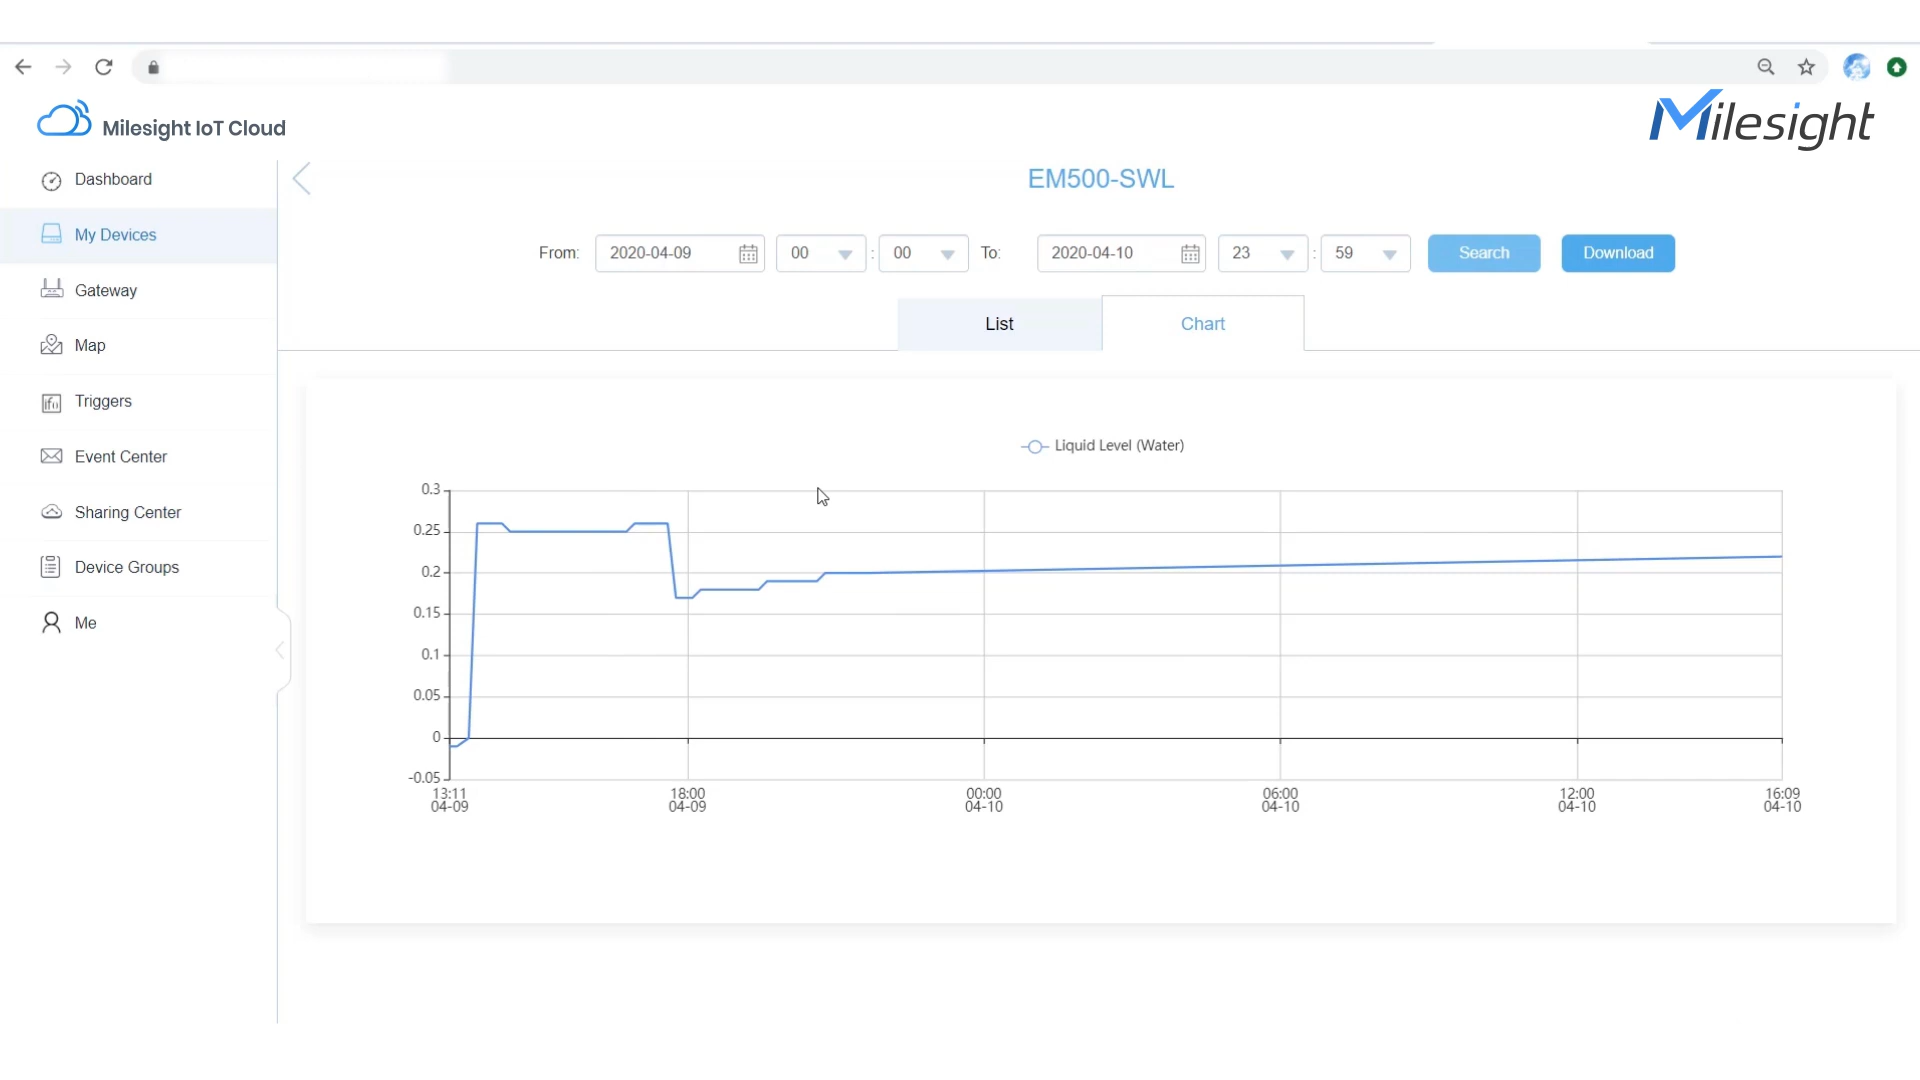 Milesight IoT Cloud
Milesight
Dashboard
My Devices
Gateway
Map
Triggers
Event Center
Sharing Center
Device Groups
Me
EM500-SWL
From: 2020-04-09 00 : 00 To: 2020-04-10 23 : 59 Search Download
List Chart
Liquid Level (Water)
0.3
0.25
0.2
0.15
0.1
0.05
0
-0.05
13:11 18:00 00:00 06:00 12:00 16:09
04-09 04-09 04-10 04-10 04-10 04-10